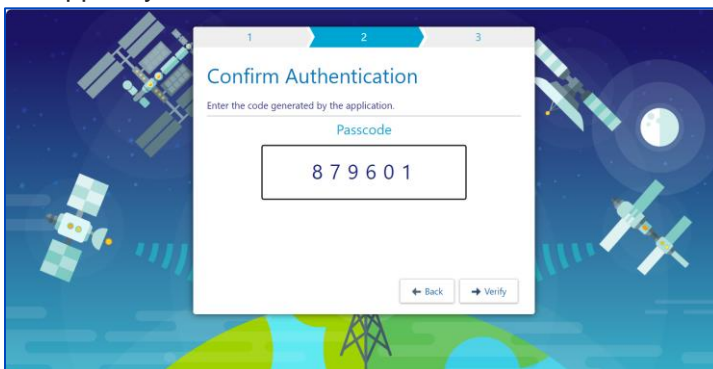 1
2
3
Confirm Authentication
Enter the code generated by the application.
Passcode
879601
Back
Verify